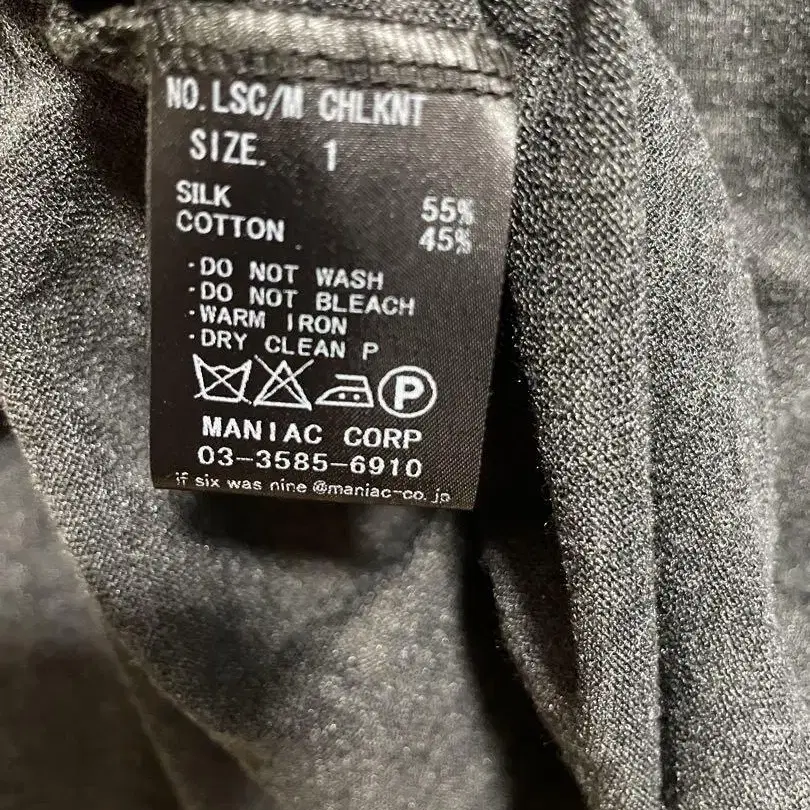 NO.LSC/M CHLKNT
SIZE. 1
SILK 55%
COTTON 45%
·DO NOT WASH
·DO NOT BLEACH
·WARM IRON
·DRY CLEAN P
P
MANIAC CORP
03-3585-6910
if six was nine @maniac-co.jp